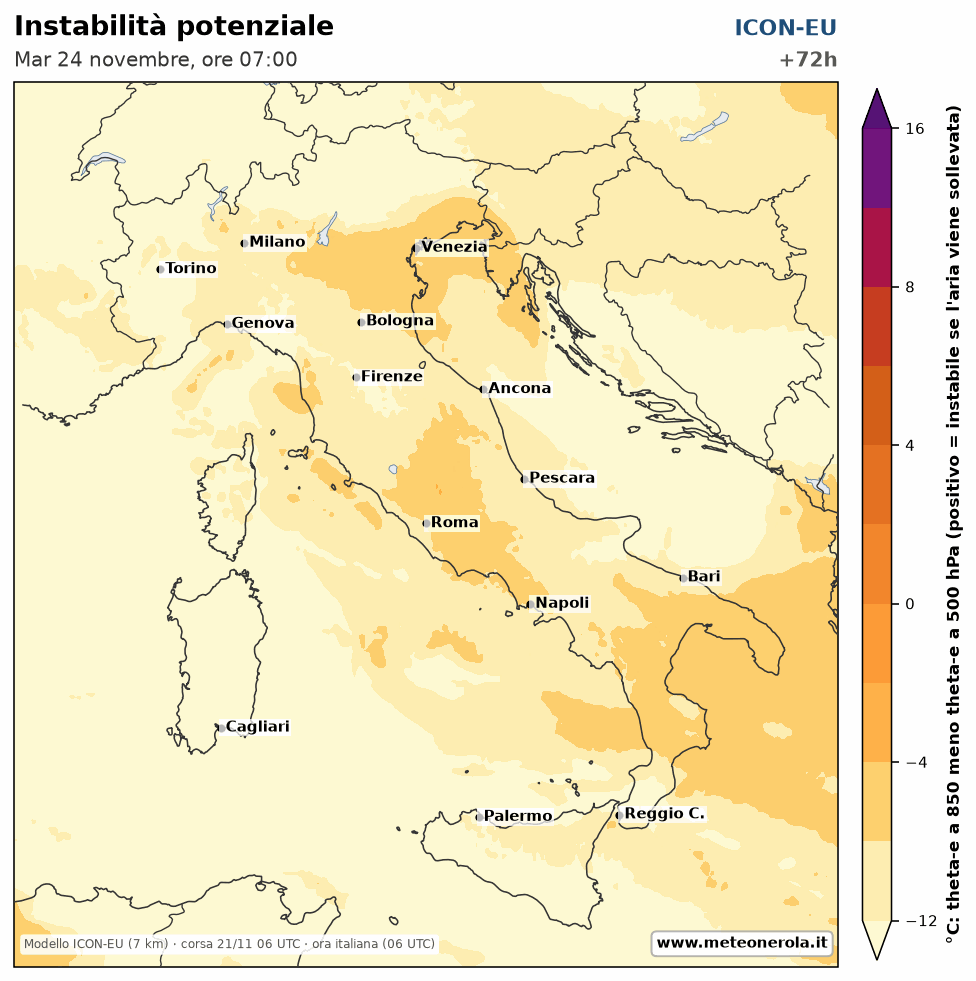 Instabilità potenziale
ICON-EU
Mar 24 novembre, ore 07:00
+72h
16
8
4
0
−4
−12
°C: theta-e a 850 meno theta-e a 500 hPa (positivo = instabile se l'aria viene sollevata)
Milano
Venezia
Torino
Genova
Bologna
Firenze
Ancona
Pescara
Roma
Bari
Napoli
Cagliari
Palermo
Reggio C.
Modello ICON-EU (7 km) · corsa 21/11 06 UTC · ora italiana (06 UTC)
www.meteonerola.it